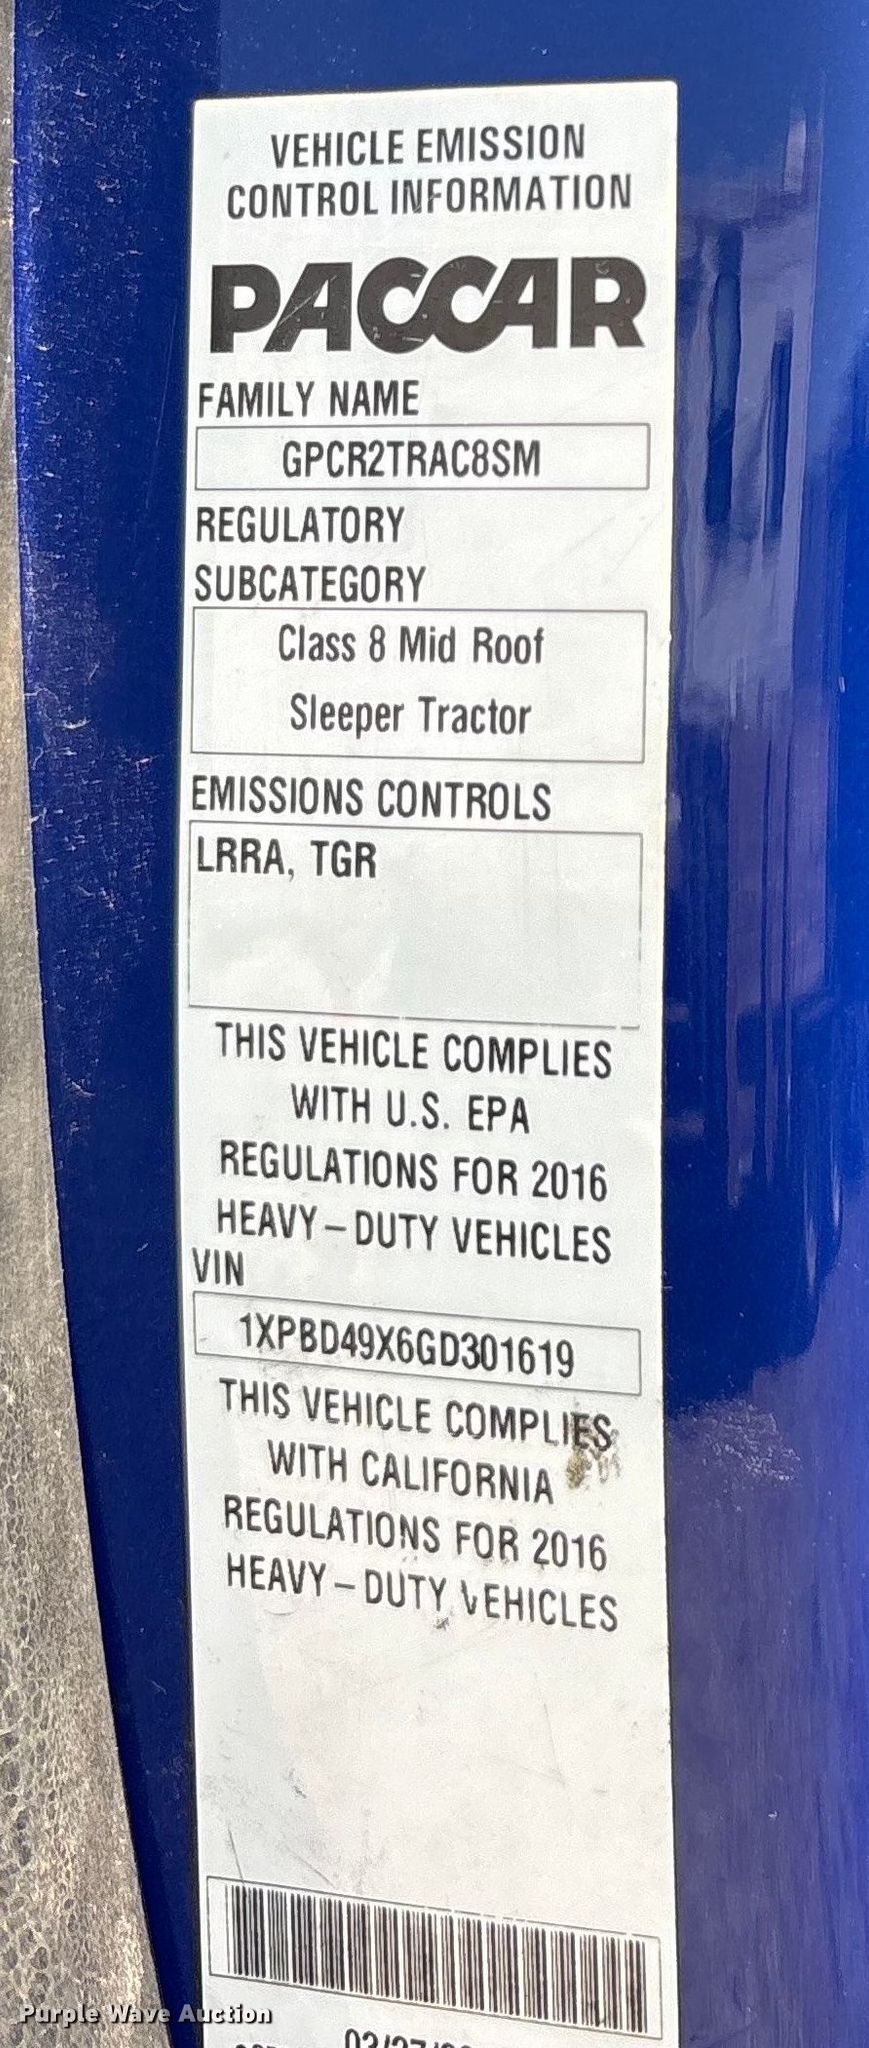 VEHICLE EMISSION
CONTROL INFORMATION
PACCAR
FAMILY NAME
GPCR2TRAC8SM
REGULATORY
SUBCATEGORY
Class 8 Mid Roof
Sleeper Tractor
EMISSIONS CONTROLS
LRRA, TGR
THIS VEHICLE COMPLIES
WITH U.S. EPA
REGULATIONS FOR 2016
HEAVY–DUTY VEHICLES
VIN
1XPBD49X6GD301619
THIS VEHICLE COMPLIES
WITH CALIFORNIA
REGULATIONS FOR 2016
HEAVY–DUTY VEHICLES
Purple Wave Auction